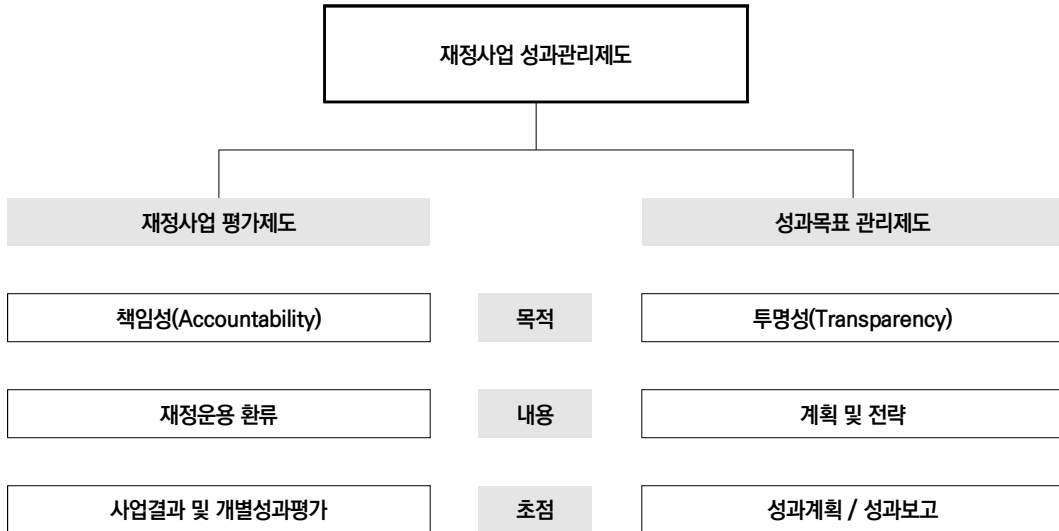 재정사업 성과관리제도
재정사업 평가제도
성과목표 관리제도
책임성(Accountability)
목적
투명성(Transparency)
재정운용 환류
내용
계획 및 전략
사업결과 및 개별성과평가
초점
성과계획 / 성과보고